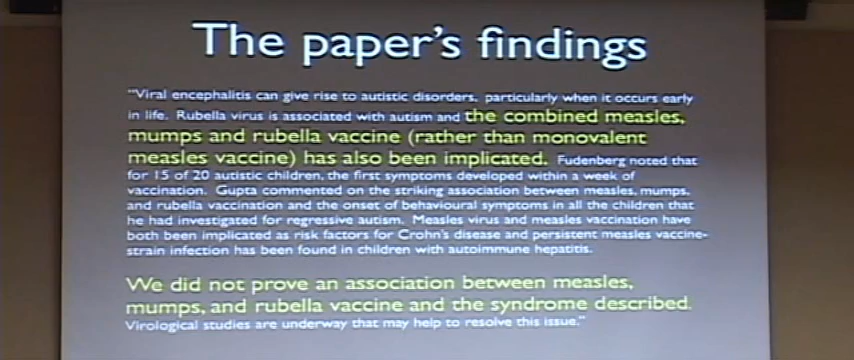 The paper's findings
"Viral encephalitis can give rise to autistic disorders, particularly when it occurs early
in life. Rubella virus is associated with autism and the combined measles,
mumps and rubella vaccine (rather than monovalent
measles vaccine) has also been implicated. Fudenberg noted that
for 15 of 20 autistic children, the first symptoms developed within a week of
vaccination. Gupta commented on the striking association between measles, mumps,
and rubella vaccination and the onset of behavioural symptoms in all the children that
he had investigated for regressive autism. Measles virus and measles vaccination have
both been implicated as risk factors for Crohn's disease and persistent measles vaccine-
strain infection has been found in children with autoimmune hepatitis.
We did not prove an association between measles,
mumps, and rubella vaccine and the syndrome described.
Virological studies are underway that may help to resolve this issue."